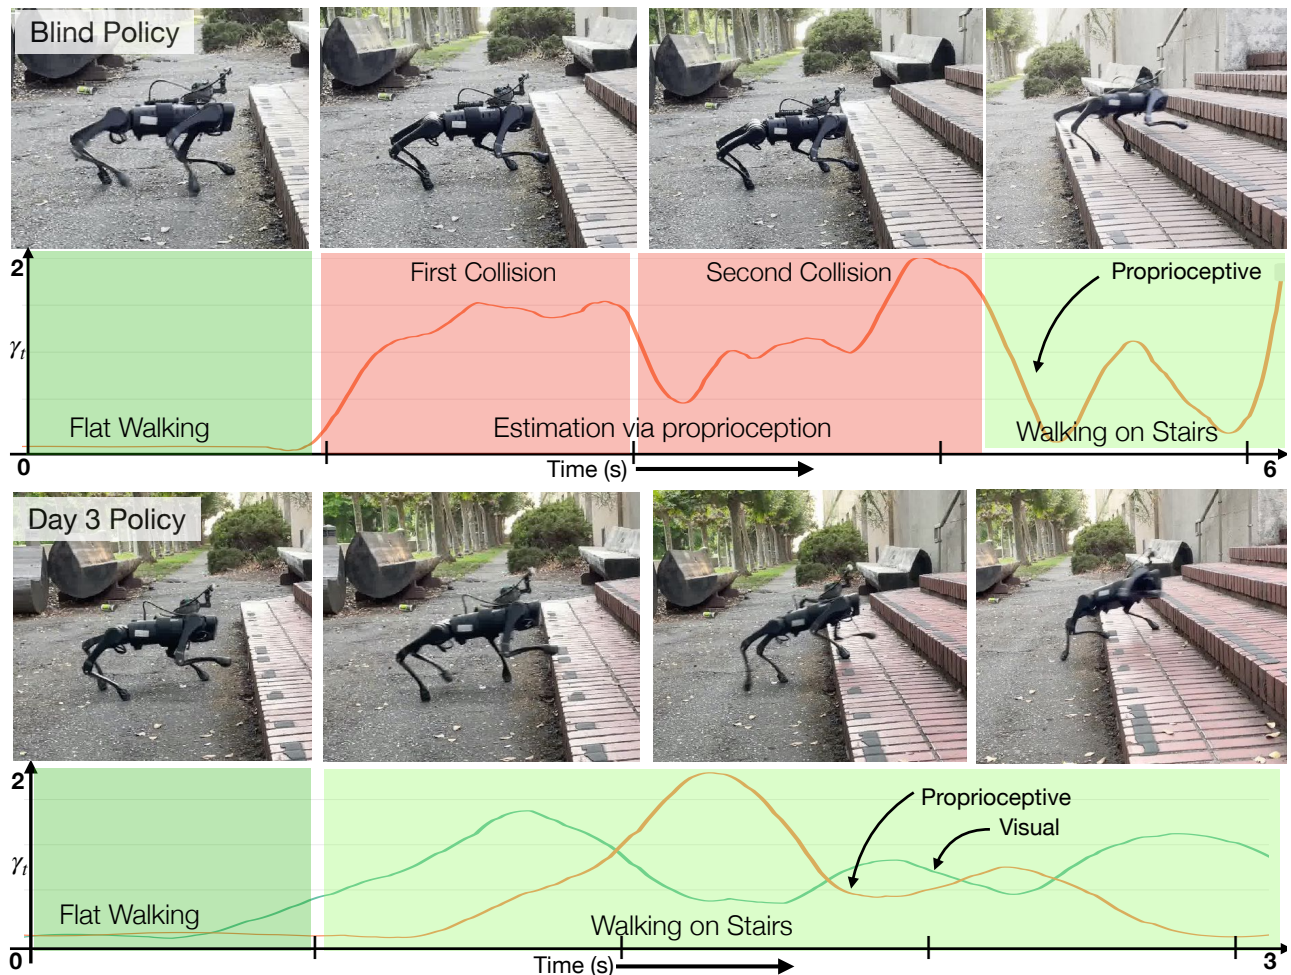 Blind Policy
2
First Collision
Second Collision
Proprioceptive
γt
Flat Walking
Estimation via proprioception
Walking on Stairs
0
Time (s)
6
Day 3 Policy
2
Proprioceptive
Visual
γt
Flat Walking
Walking on Stairs
0
Time (s)
3